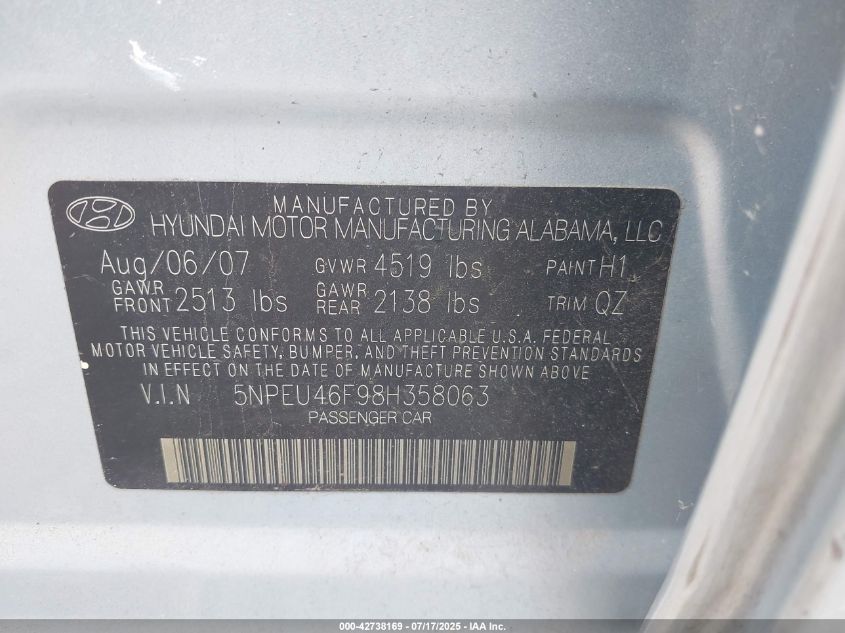 MANUFACTURED BY
HYUNDAI MOTOR MANUFACTURING ALABAMA, LLC
Aug/06/07 GVWR 4519 lbs PAINT H1
GAWR FRONT 2513 lbs GAWR REAR 2138 lbs TRIM QZ
THIS VEHICLE CONFORMS TO ALL APPLICABLE U.S.A. FEDERAL
MOTOR VEHICLE SAFETY, BUMPER, AND THEFT PREVENTION STANDARDS
IN EFFECT ON THE DATE OF MANUFACTURE SHOWN ABOVE
V.I.N 5NPEU46F98H358063
PASSENGER CAR
000-42738169 - 07/17/2025 - IAA Inc.